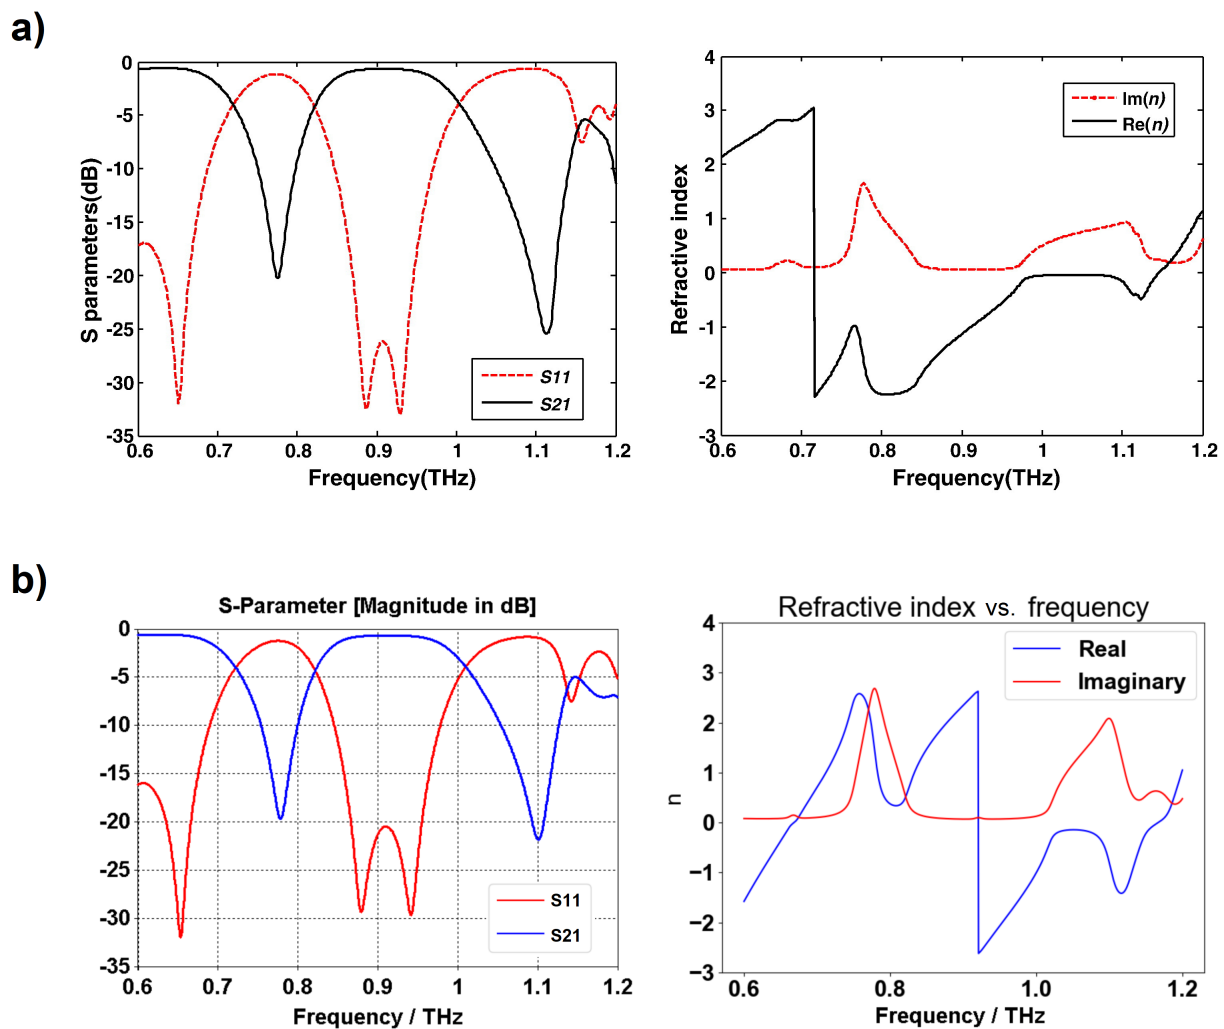 a)
0
-5
-10
-15
-20
-25
-30
-35
S parameters(dB)
S11
S21
0.6 0.7 0.8 0.9 1 1.1 1.2
Frequency(THz)
4
3
2
1
0
-1
-2
-3
Refractive index
Im(n)
Re(n)
0.6 0.7 0.8 0.9 1 1.1 1.2
Frequency(THz)
b)
S-Parameter [Magnitude in dB]
0
-5
-10
-15
-20
-25
-30
-35
S11
S21
0.6 0.7 0.8 0.9 1 1.1 1.2
Frequency / THz
Refractive index vs. frequency
4
3
2
1
0
−1
−2
−3
n
Real
Imaginary
0.6 0.8 1.0 1.2
Frequency / THz